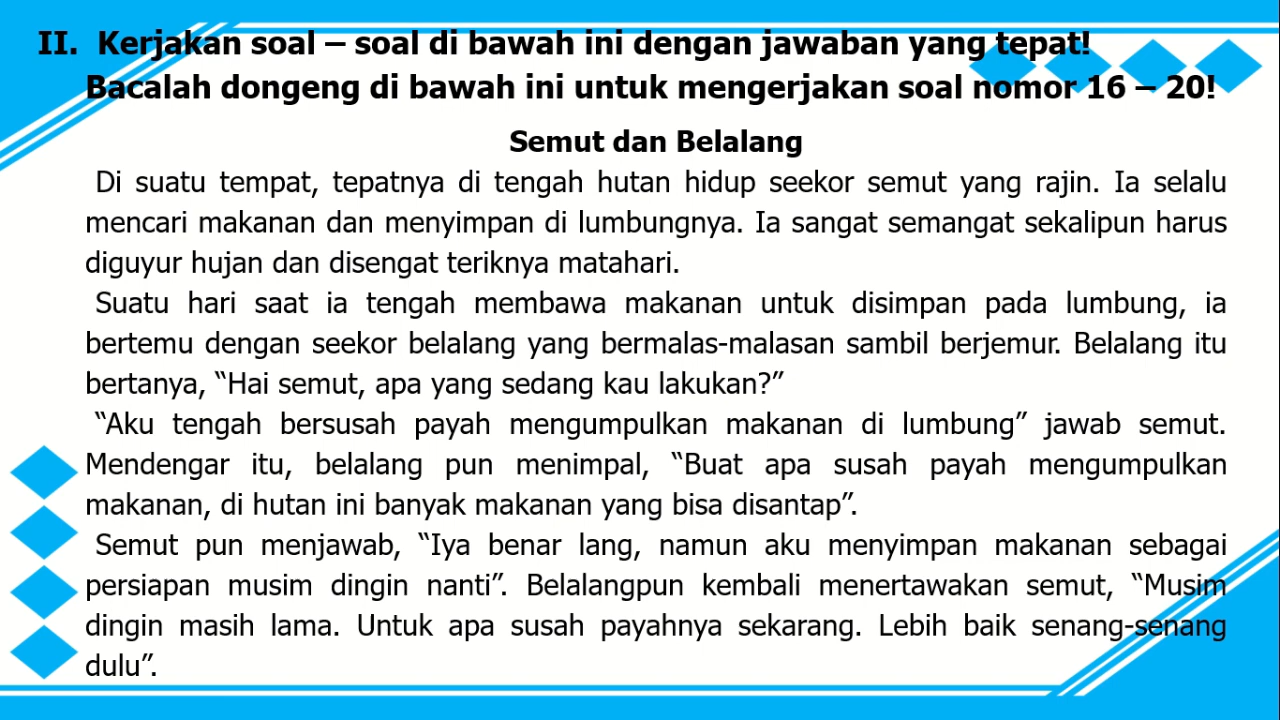 II. Kerjakan soal – soal di bawah ini dengan jawaban yang tepat!
Bacalah dongeng di bawah ini untuk mengerjakan soal nomor 16 – 20!
Semut dan Belalang
Di suatu tempat, tepatnya di tengah hutan hidup seekor semut yang rajin. Ia selalu
mencari makanan dan menyimpan di lumbungnya. Ia sangat semangat sekalipun harus
diguyur hujan dan disengat teriknya matahari.
Suatu hari saat ia tengah membawa makanan untuk disimpan pada lumbung, ia
bertemu dengan seekor belalang yang bermalas-malasan sambil berjemur. Belalang itu
bertanya, “Hai semut, apa yang sedang kau lakukan?”
“Aku tengah bersusah payah mengumpulkan makanan di lumbung” jawab semut.
Mendengar itu, belalang pun menimpal, “Buat apa susah payah mengumpulkan
makanan, di hutan ini banyak makanan yang bisa disantap”.
Semut pun menjawab, “Iya benar lang, namun aku menyimpan makanan sebagai
persiapan musim dingin nanti”. Belalangpun kembali menertawakan semut, “Musim
dingin masih lama. Untuk apa susah payahnya sekarang. Lebih baik senang-senang
dulu”.